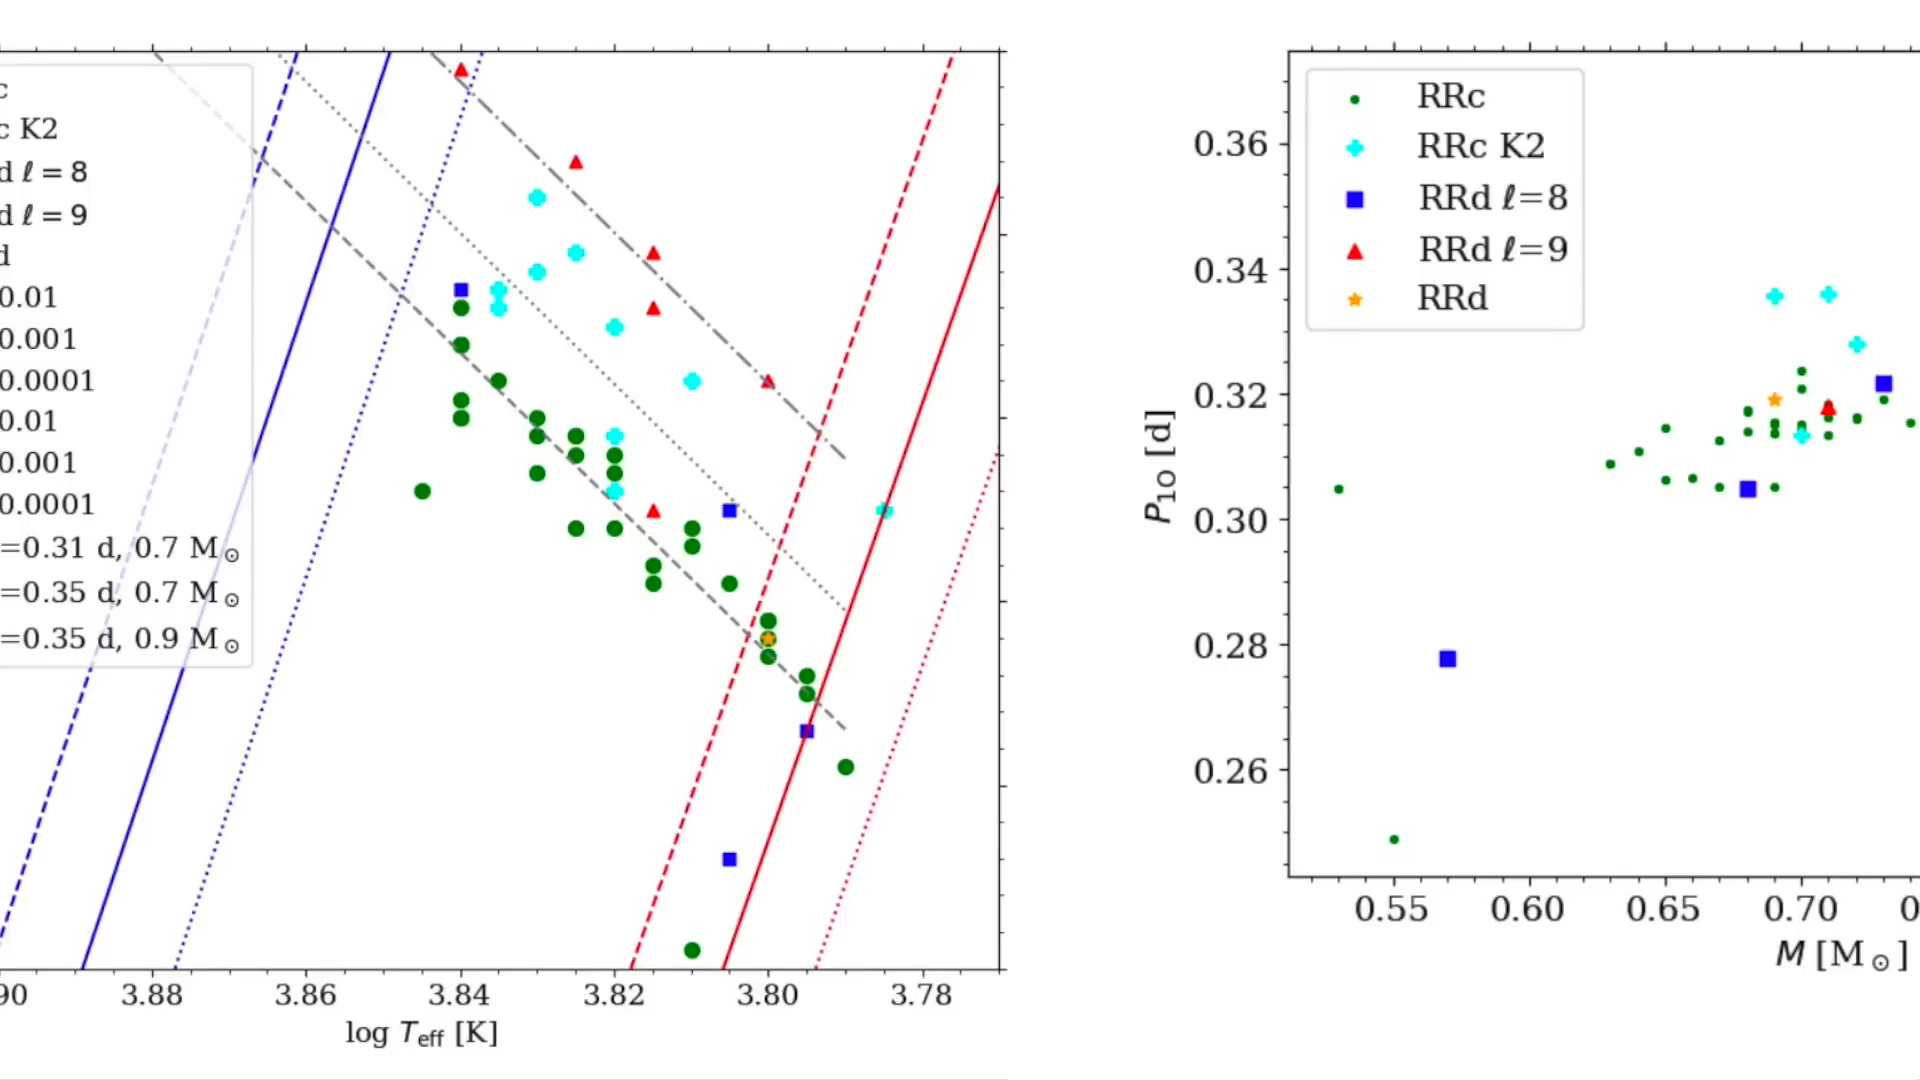 c
c K2
d ℓ = 8
d ℓ = 9
d
0.01
0.001
0.0001
0.01
0.001
0.0001
=0.31 d, 0.7 M⊙
=0.35 d, 0.7 M⊙
=0.35 d, 0.9 M⊙
90 3.88 3.86 3.84 3.82 3.80 3.78
log Teff [K]
RRc
RRc K2
RRd ℓ=8
RRd ℓ=9
RRd
0.36
0.34
0.32
0.30
0.28
0.26
P1O [d]
0.55 0.60 0.65 0.70 0
M [M⊙]